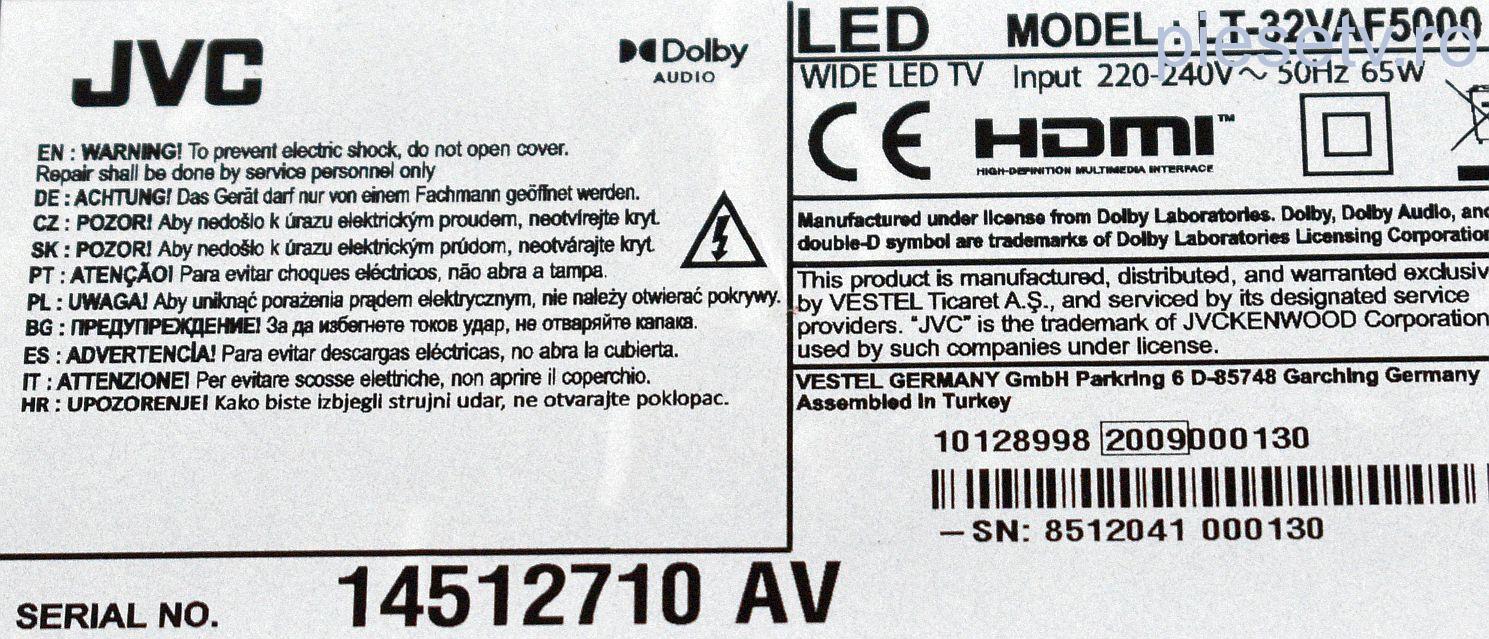 JVC
Dolby
AUDIO
EN : WARNING! To prevent electric shock, do not open cover.
Repair shall be done by service personnel only
DE : ACHTUNG! Das Gerät darf nur von einem Fachmann geöffnet werden.
CZ : POZOR! Aby nedošlo k úrazu elektrickým proudem, neotvírejte kryt.
SK : POZOR! Aby nedošlo k úrazu elektrickým prúdom, neotvárajte kryt.
PT : ATENÇÃO! Para evitar choques eléctricos, não abra a tampa.
PL : UWAGA! Aby uniknąć porażenia prądem elektrycznym, nie należy otwierać pokrywy.
BG : ПРЕДУПРЕЖДЕНИЕ! За да избегнете токов удар, не отваряйте капака.
ES : ADVERTENCÍA! Para evitar descargas eléctricas, no abra la cubierta.
IT : ATTENZIONE! Per evitare scosse elettriche, non aprire il coperchio.
HR : UPOZORENJE! Kako biste izbjegli strujni udar, ne otvarajte poklopac.
LED MODEL : LT-32VAF5000
piesetv.ro
WIDE LED TV Input 220-240V~ 50Hz 65W
CE HDMI™
HIGH-DEFINITION MULTIMEDIA INTERFACE
Manufactured under license from Dolby Laboratories. Dolby, Dolby Audio, and
double-D symbol are trademarks of Dolby Laboratories Licensing Corporation
This product is manufactured, distributed, and warranted exclusiv
by VESTEL Ticaret A.Ş., and serviced by its designated service
providers. "JVC" is the trademark of JVCKENWOOD Corporation
used by such companies under license.
VESTEL GERMANY GmbH Parkring 6 D-85748 Garching Germany
Assembled in Turkey
10128998 2009000130
– SN: 8512041 000130
SERIAL NO. 14512710 AV